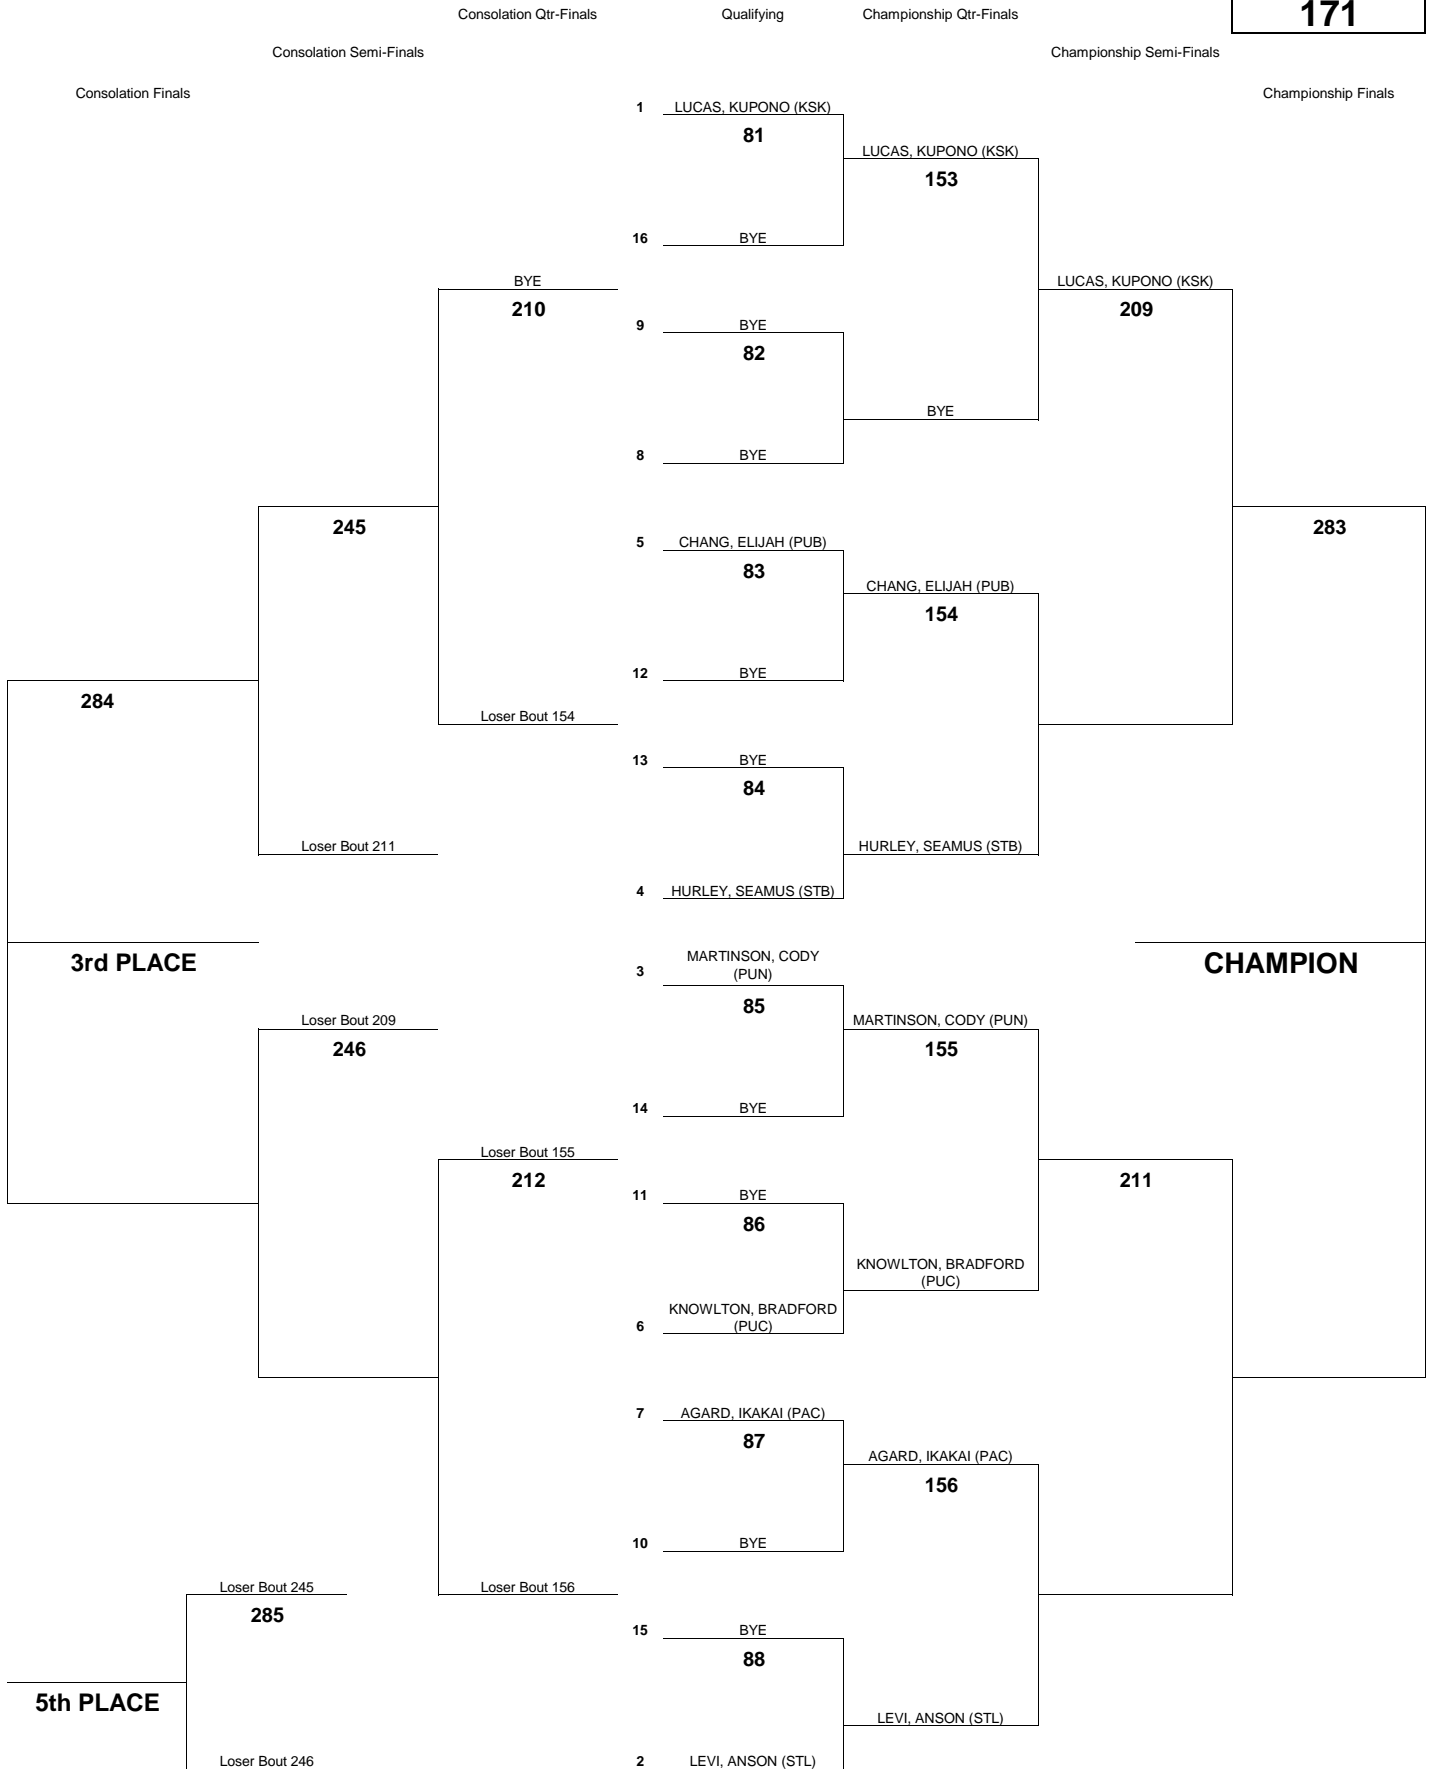 Consolation Qtr-Finals Qualifying Championship Qtr-Finals 171
Consolation Semi-Finals Championship Semi-Finals
Consolation Finals Championship Finals
1 LUCAS, KUPONO (KSK)
81
LUCAS, KUPONO (KSK)
153
16 BYE
BYE LUCAS, KUPONO (KSK)
210 209
9 BYE
82
BYE
8 BYE
245 283
5 CHANG, ELIJAH (PUB)
83
CHANG, ELIJAH (PUB)
154
12 BYE
284
Loser Bout 154
13 BYE
84
Loser Bout 211 HURLEY, SEAMUS (STB)
4 HURLEY, SEAMUS (STB)
3rd PLACE CHAMPION
MARTINSON, CODY
3 (PUN)
85
Loser Bout 209 MARTINSON, CODY (PUN)
246 155
14 BYE
Loser Bout 155
212 211
11 BYE
86
KNOWLTON, BRADFORD
(PUC)
KNOWLTON, BRADFORD
6 (PUC)
7 AGARD, IKAKAI (PAC)
87
AGARD, IKAKAI (PAC)
156
10 BYE
Loser Bout 245 Loser Bout 156
285
15 BYE
88
5th PLACE
LEVI, ANSON (STL)
Loser Bout 246 2 LEVI, ANSON (STL)